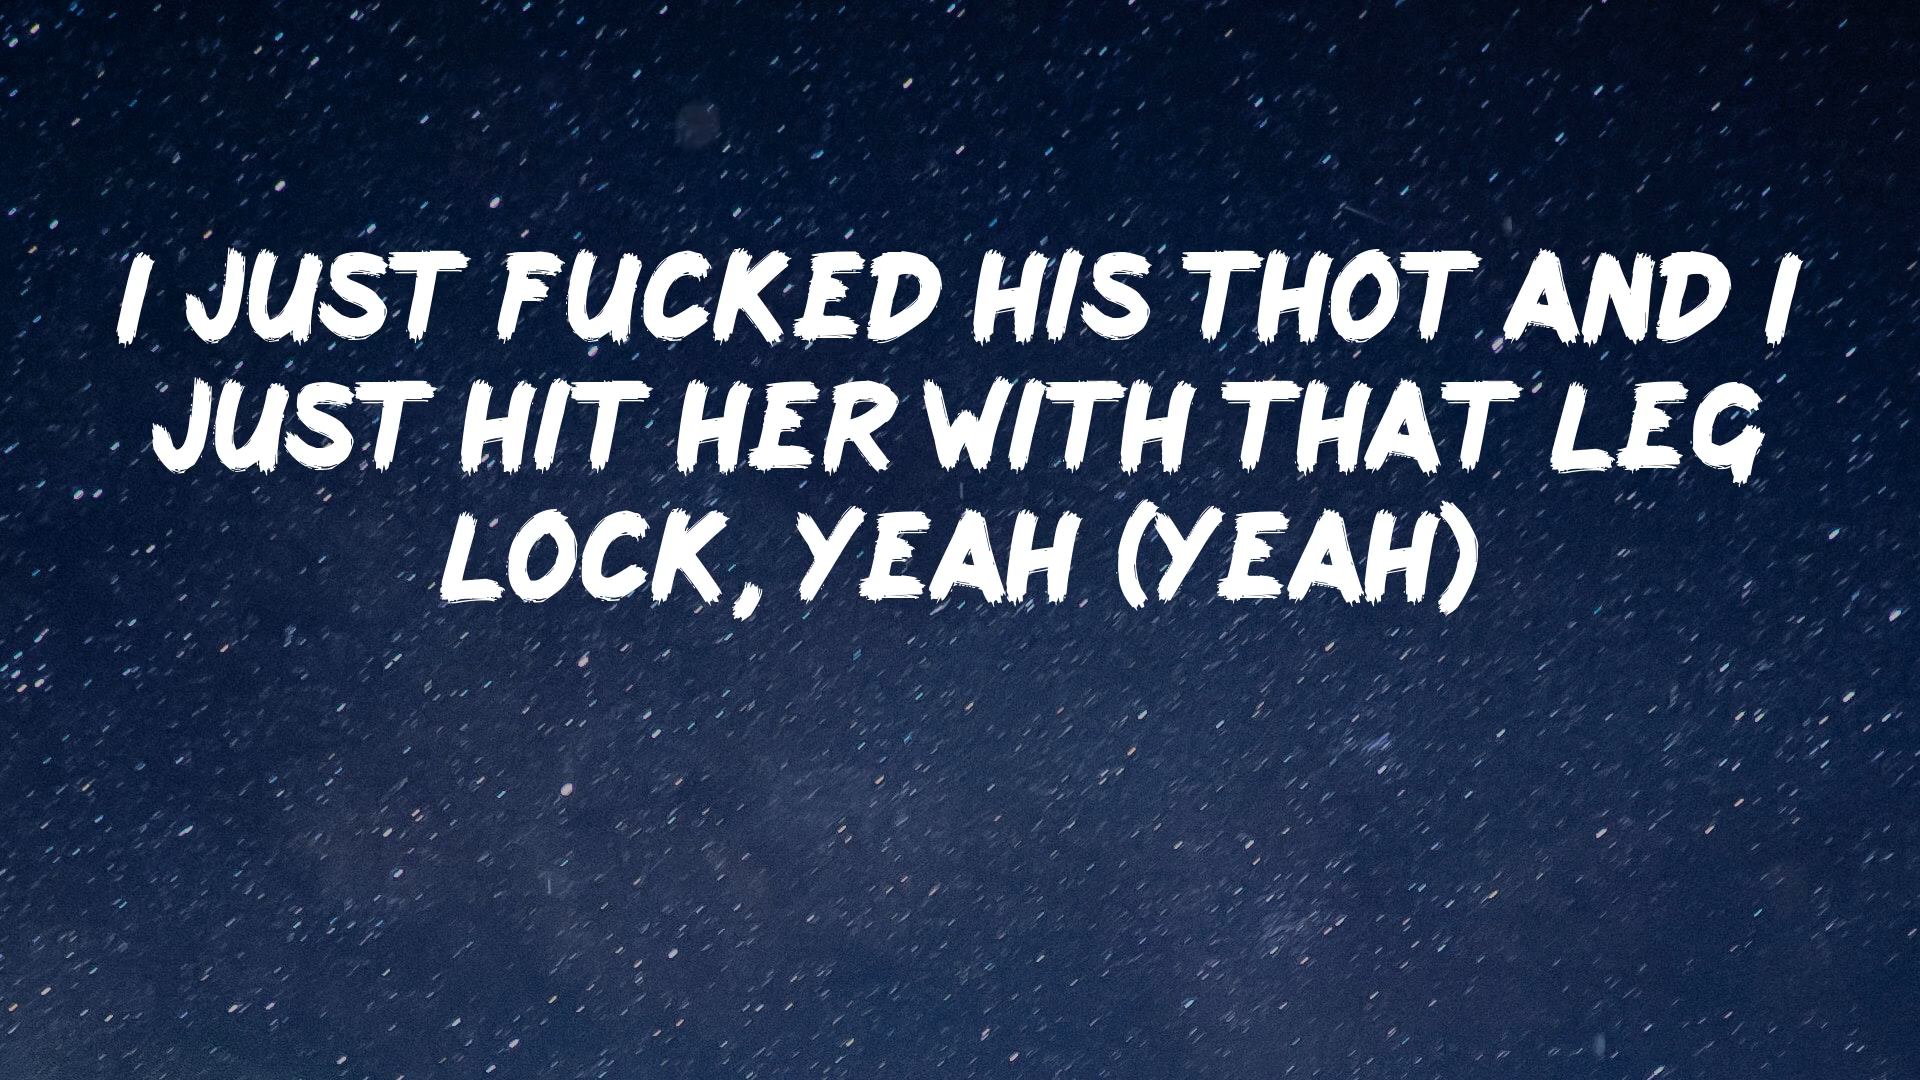 I JUST FUCKED HIS THOT AND I
JUST HIT HER WITH THAT LEG
LOCK, YEAH (YEAH)